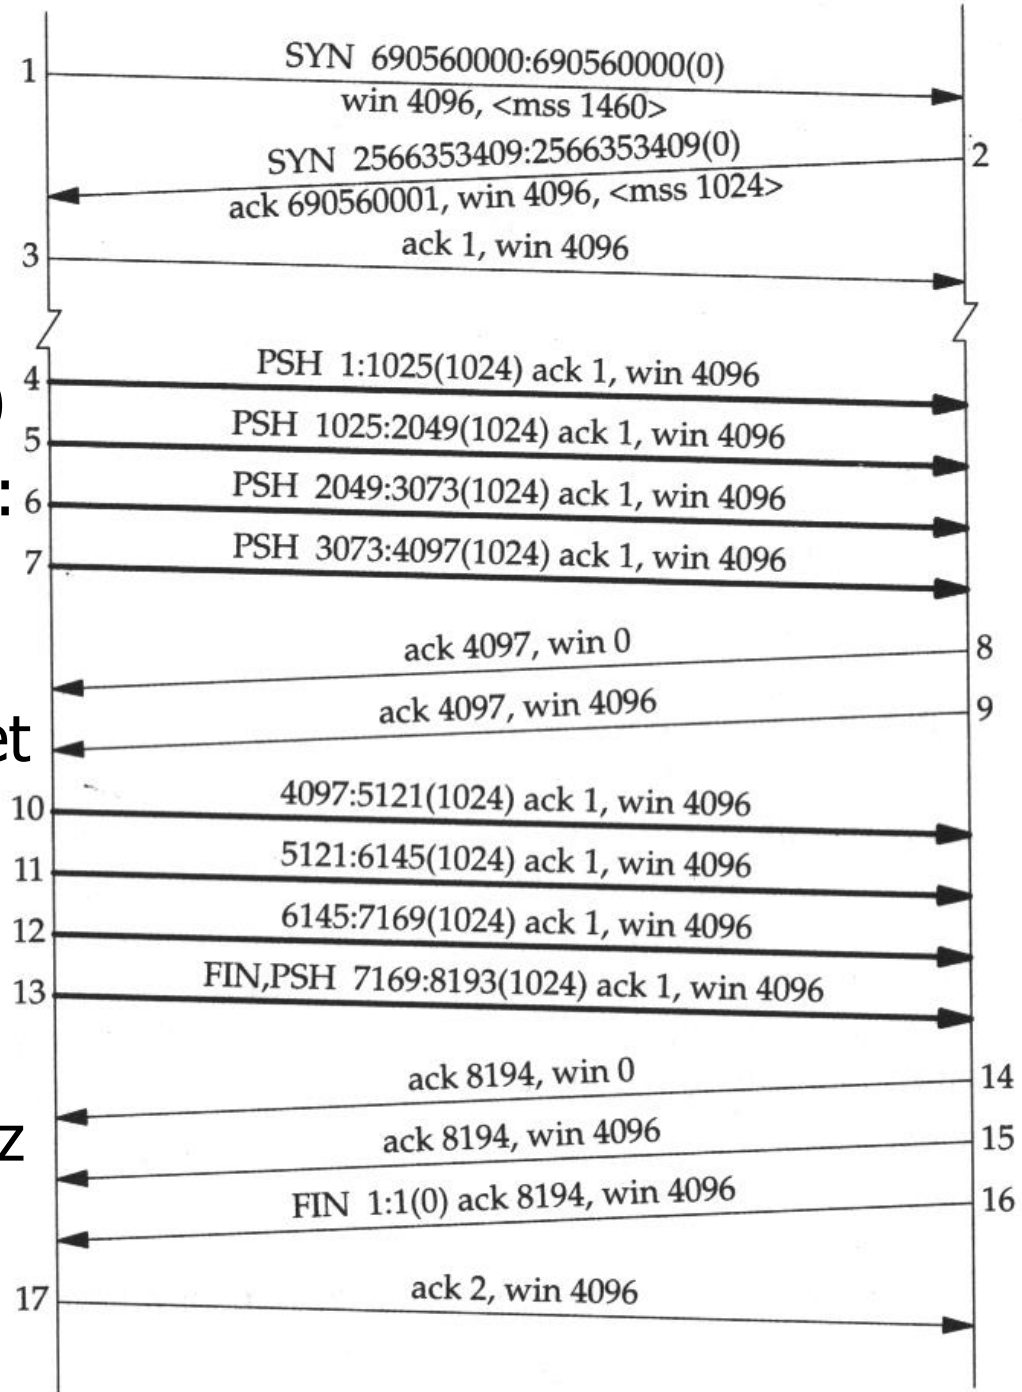 1
SYN 690560000:690560000(0)
win 4096, <mss 1460>
SYN 2566353409:2566353409(0)
2
ack 690560001, win 4096, <mss 1024>
3
ack 1, win 4096
4
PSH 1:1025(1024) ack 1, win 4096
)
5
PSH 1025:2049(1024) ack 1, win 4096
:
6
PSH 2049:3073(1024) ack 1, win 4096
7
PSH 3073:4097(1024) ack 1, win 4096
ack 4097, win 0
8
ack 4097, win 4096
9
et
10
4097:5121(1024) ack 1, win 4096
11
5121:6145(1024) ack 1, win 4096
12
6145:7169(1024) ack 1, win 4096
13
FIN,PSH 7169:8193(1024) ack 1, win 4096
ack 8194, win 0
14
z
ack 8194, win 4096
15
FIN 1:1(0) ack 8194, win 4096
16
17
ack 2, win 4096